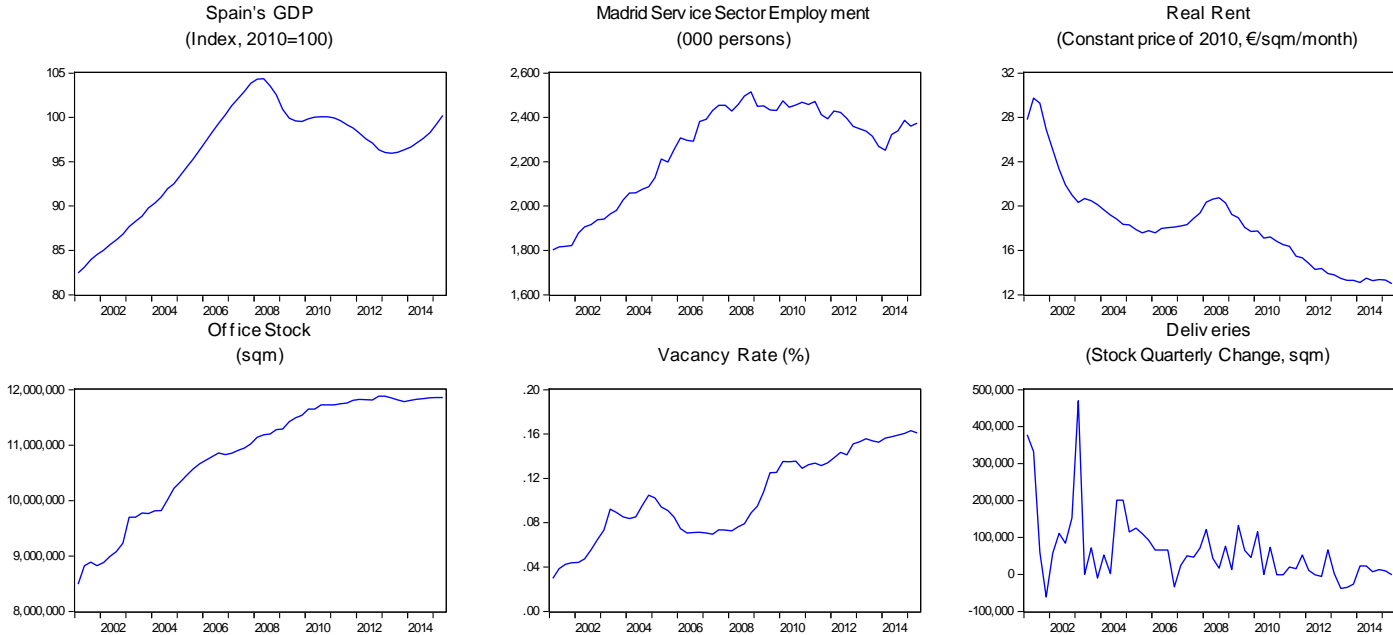 Spain's GDP
(Index, 2010=100)
105
100
95
90
85
80
2002 2004 2006 2008 2010 2012 2014
Madrid Service Sector Employment
(000 persons)
2,600
2,400
2,200
2,000
1,800
1,600
2002 2004 2006 2008 2010 2012 2014
Real Rent
(Constant price of 2010, €/sqm/month)
32
28
24
20
16
12
2002 2004 2006 2008 2010 2012 2014
Office Stock
(sqm)
12,000,000
11,000,000
10,000,000
9,000,000
8,000,000
2002 2004 2006 2008 2010 2012 2014
Vacancy Rate (%)
.20
.16
.12
.08
.04
.00
2002 2004 2006 2008 2010 2012 2014
Deliveries
(Stock Quarterly Change, sqm)
500,000
400,000
300,000
200,000
100,000
0
-100,000
2002 2004 2006 2008 2010 2012 2014